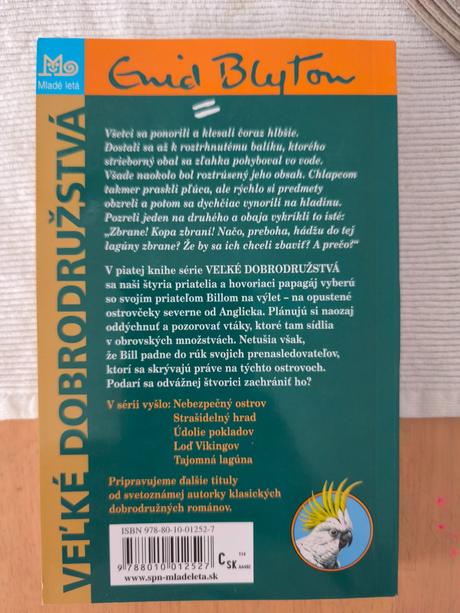 Mladé letá
Enid Blyton
VEĽKÉ DOBRODRUŽSTVÁ
Všetci sa ponorili a klesali čoraz hlbšie.
Dostali sa až k roztrhnutému balíku, ktorého
strieborný obal sa zľahka pohyboval vo vode.
Všade naokolo bol roztrúsený jeho obsah. Chlapcom
takmer praskli pľúca, ale rýchlo si predmety
obzreli a potom sa dychčiac vynorili na hladinu.
Pozreli jeden na druhého a obaja vykríkli to isté:
„Zbrane! Kopa zbraní! Načo, preboha, hádžu do tej
lagúny zbrane? Že by sa ich chceli zbaviť? A prečo?“
V piatej knihe série VEĽKÉ DOBRODRUŽSTVÁ
sa naši štyria priatelia a hovoriaci papagáj vyberú
so svojím priateľom Billom na výlet – na opustené
ostrovčeky severne od Anglicka. Plánujú si naozaj
oddýchnuť a pozorovať vtáky, ktoré tam sídlia
v obrovských množstvách. Netušia však,
že Bill padne do rúk svojich prenasledovateľov,
ktorí sa skrývajú práve na týchto ostrovoch.
Podarí sa odvážnej štvorici zachrániť ho?
V sérii vyšlo: Nebezpečný ostrov
Strašidelný hrad
Údolie pokladov
Loď Vikingov
Tajomná lagúna
Pripravujeme ďalšie tituly
od svetoznámej autorky klasických
dobrodružných románov.
ISBN 978-80-10-01252-7
9788010012527
www.spn-mladeleta.sk
CSK